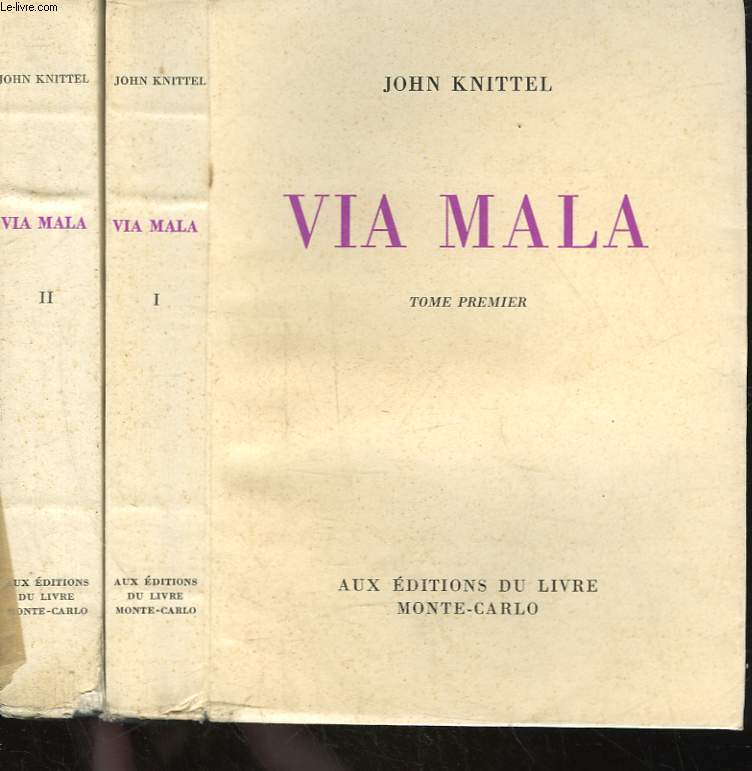 Le-livre.com
JOHN KNITTEL
VIA MALA
II
AUX ÉDITIONS
DU LIVRE
MONTE-CARLO
JOHN KNITTEL
VIA MALA
I
AUX ÉDITIONS
DU LIVRE
MONTE-CARLO
JOHN KNITTEL
VIA MALA
TOME PREMIER
AUX ÉDITIONS DU LIVRE
MONTE-CARLO